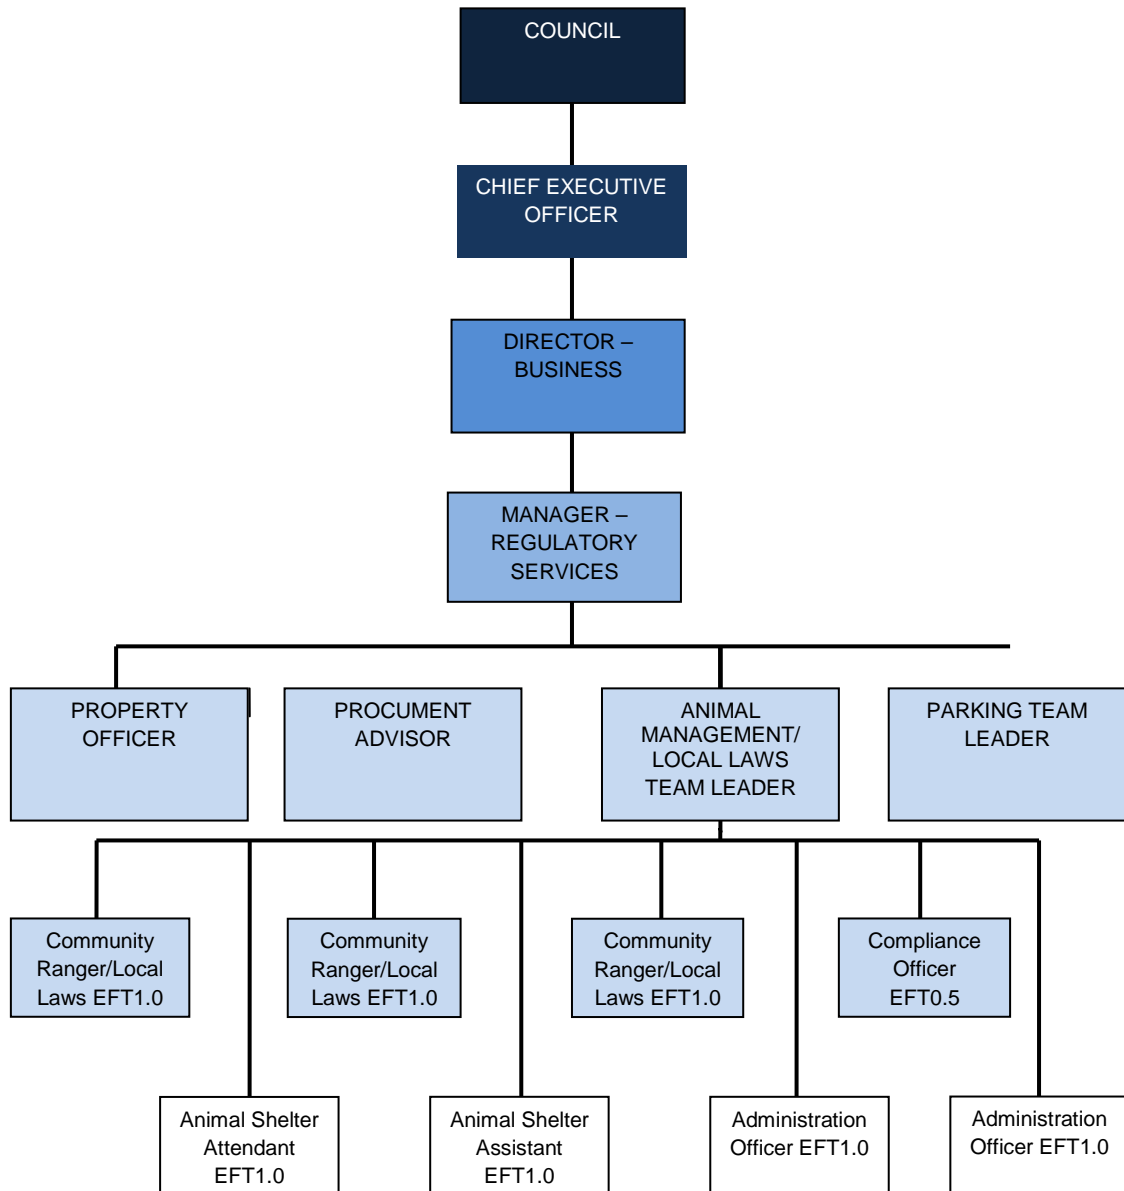 COUNCIL
CHIEF EXECUTIVE
OFFICER
DIRECTOR –
BUSINESS
MANAGER –
REGULATORY
SERVICES
PROPERTY
OFFICER
PROCUMENT
ADVISOR
ANIMAL
MANAGEMENT/
LOCAL LAWS
TEAM LEADER
PARKING TEAM
LEADER
Community
Ranger/Local
Laws EFT1.0
Community
Ranger/Local
Laws EFT1.0
Community
Ranger/Local
Laws EFT1.0
Compliance
Officer
EFT0.5
Animal Shelter
Attendant
EFT1.0
Animal Shelter
Assistant
EFT1.0
Administration
Officer EFT1.0
Administration
Officer EFT1.0